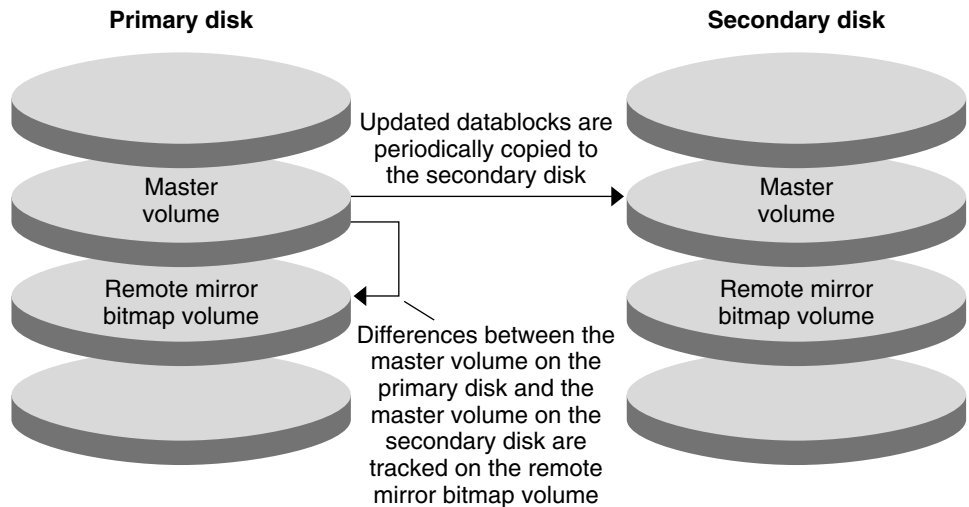 Primary disk
Secondary disk
Updated datablocks are
periodically copied to
the secondary disk
Master
volume
Master
volume
Remote mirror
bitmap volume
Remote mirror
bitmap volume
Differences between the
master volume on the
primary disk and the
master volume on the
secondary disk are
tracked on the remote
mirror bitmap volume